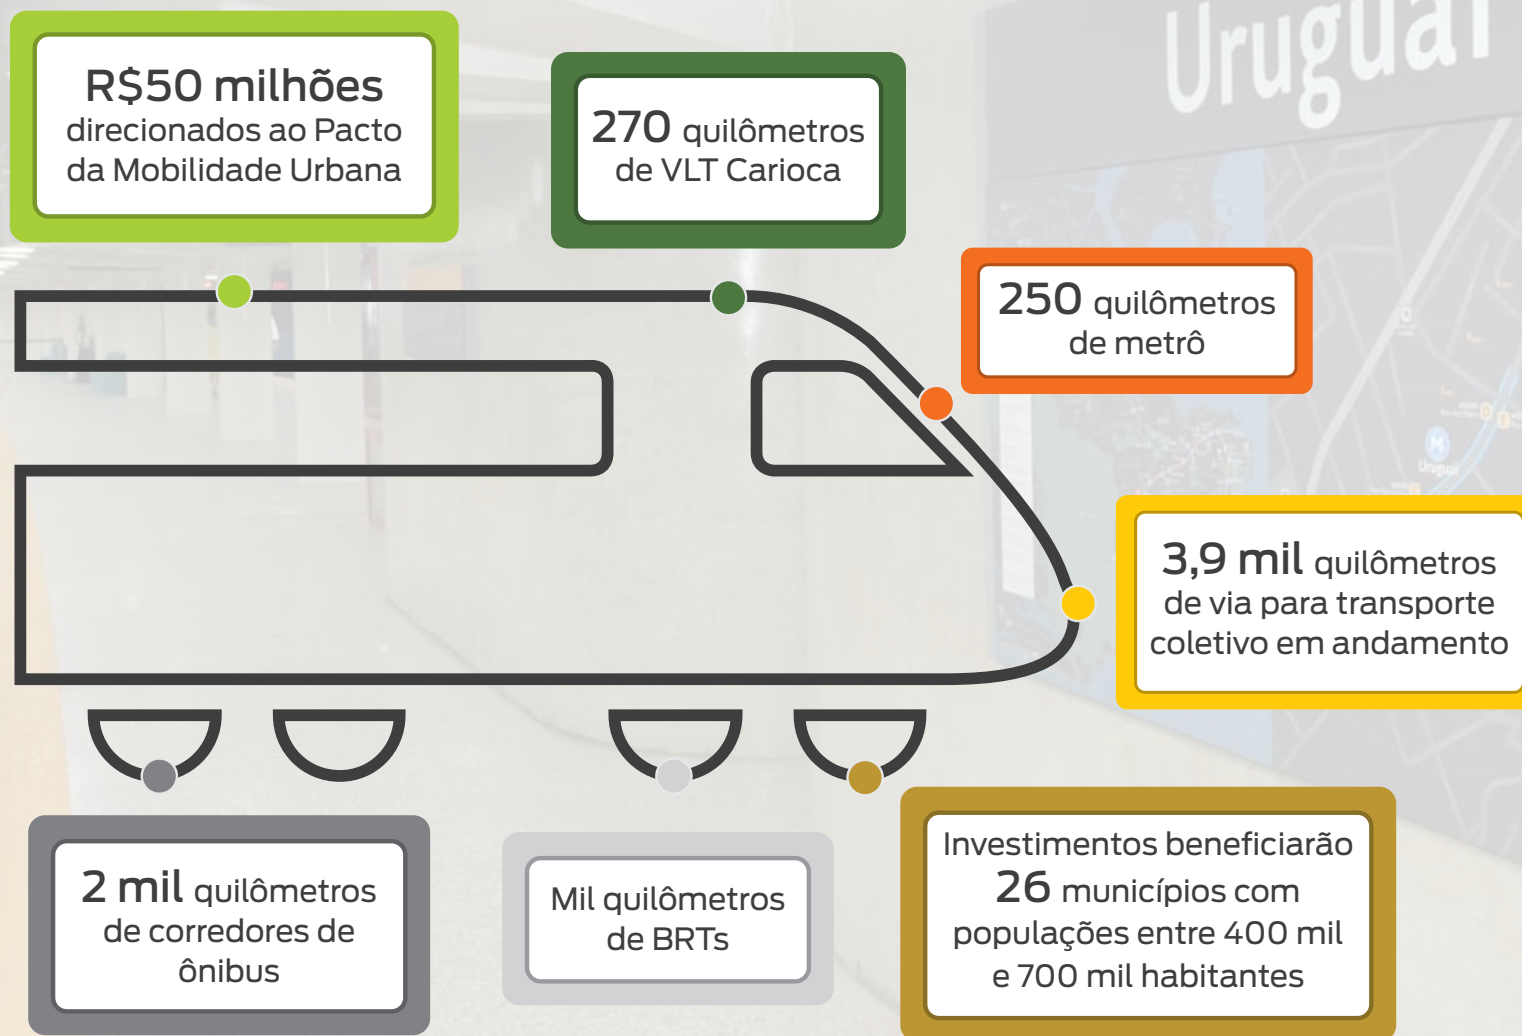 Uruguai
R$50 milhões
direcionados ao Pacto
da Mobilidade Urbana
270 quilômetros
de VLT Carioca
250 quilômetros
de metrô
Uruguai
3,9 mil quilômetros
de via para transporte
coletivo em andamento
2 mil quilômetros
de corredores de
ônibus
Mil quilômetros
de BRTs
Investimentos beneficiarão
26 municípios com
populações entre 400 mil
e 700 mil habitantes